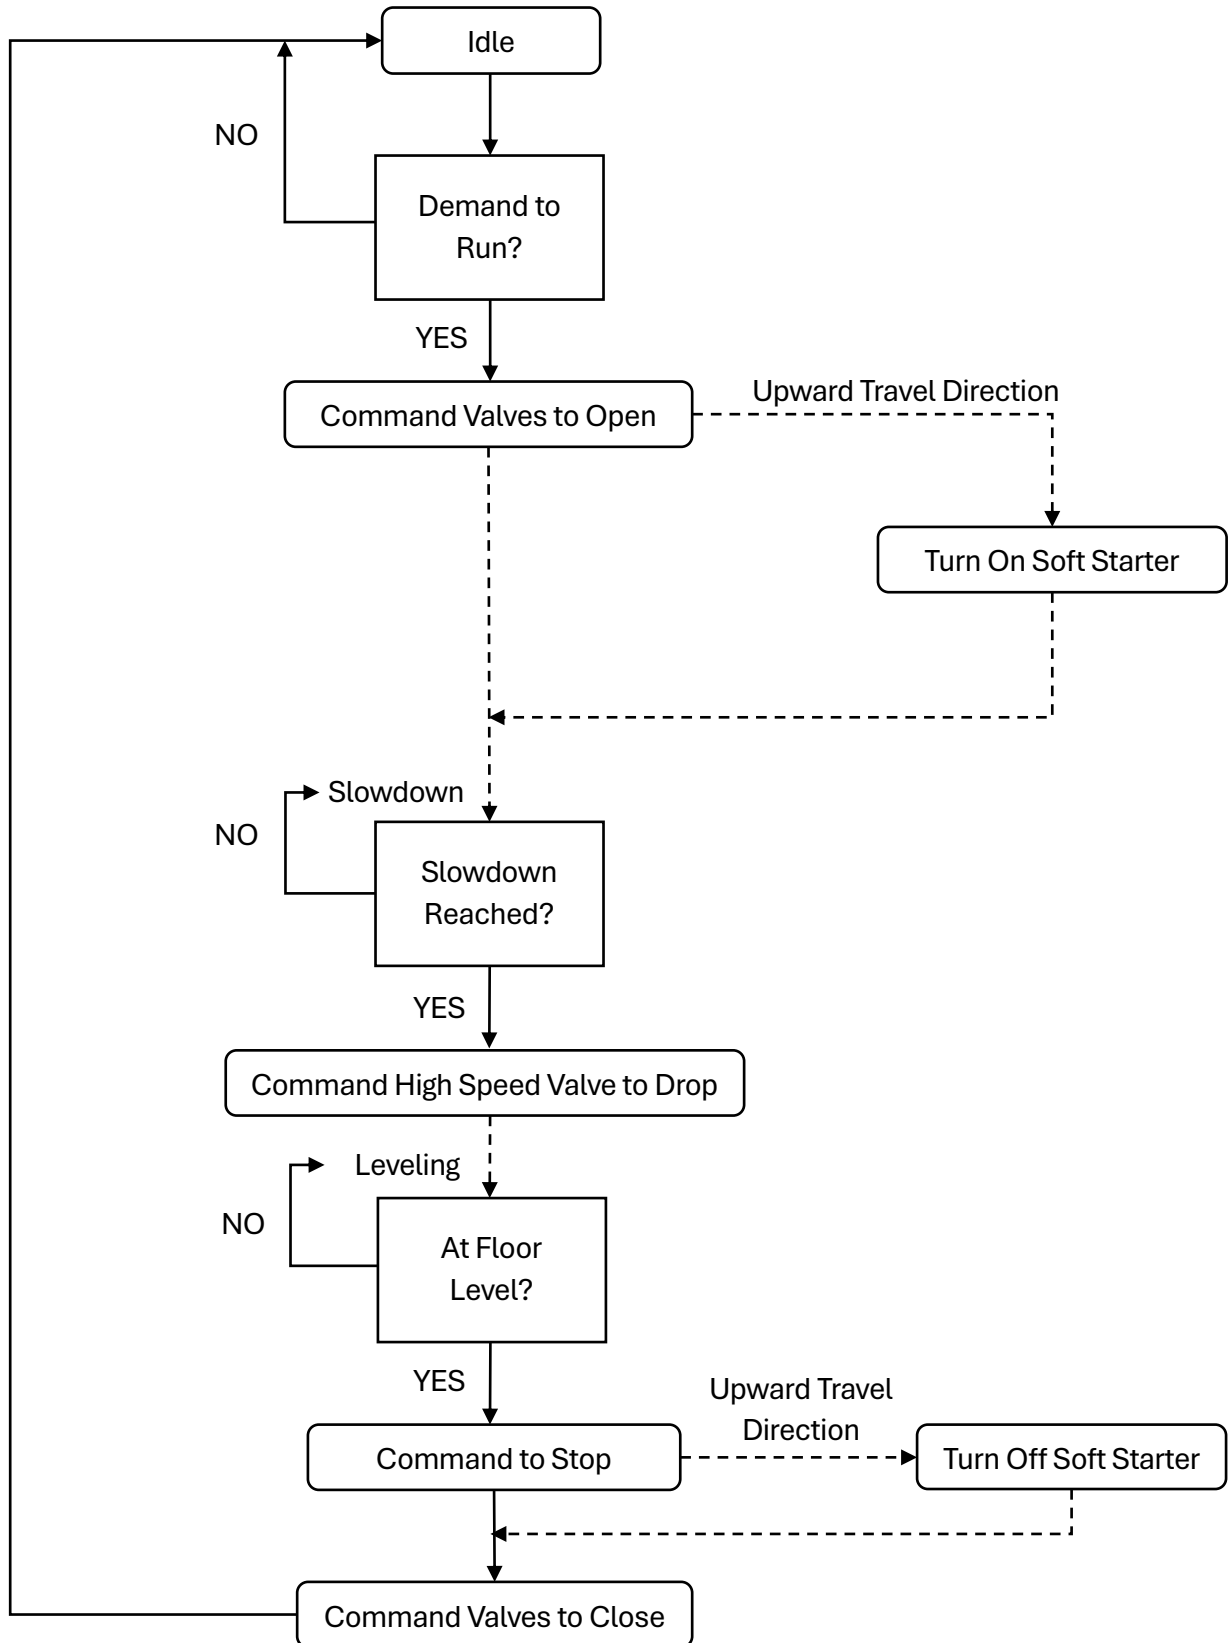 Idle
NO
Demand to
Run?
YES
Upward Travel Direction
Command Valves to Open
Turn On Soft Starter
Slowdown
NO
Slowdown
Reached?
YES
Command High Speed Valve to Drop
Leveling
NO
At Floor
Level?
YES
Upward Travel
Direction
Command to Stop
Turn Off Soft Starter
Command Valves to Close